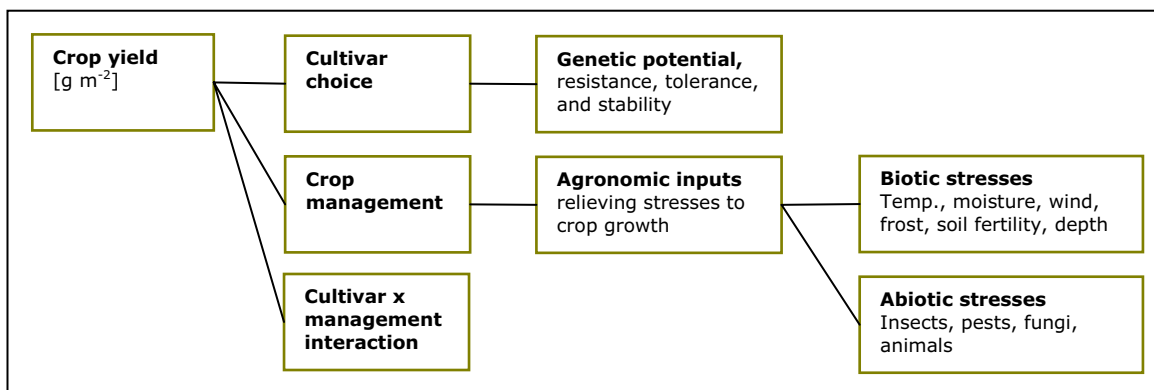 Crop yield
[g m-2]
Cultivar
choice
Genetic potential,
resistance, tolerance,
and stability
Crop
management
Agronomic inputs
relieving stresses to
crop growth
Biotic stresses
Temp., moisture, wind,
frost, soil fertility, depth
Cultivar x
management
interaction
Abiotic stresses
Insects, pests, fungi,
animals